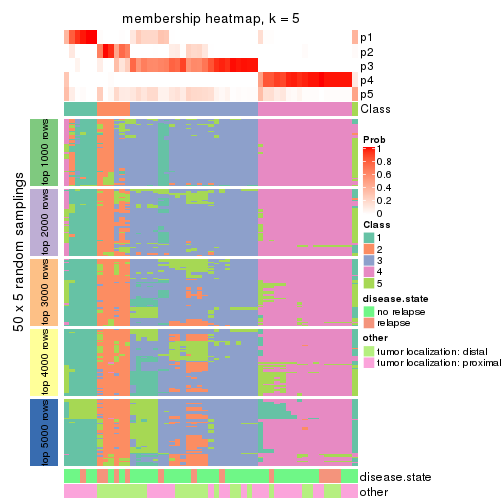 membership heatmap, k = 5
p1
p2
p3
p4
p5
Class
50 x 5 random samplings
top 1000 rows
top 2000 rows
top 3000 rows
top 4000 rows
top 5000 rows
disease.state
other
Prob
1
0.8
0.6
0.4
0.2
0
Class
1
2
3
4
5
disease.state
no relapse
relapse
other
tumor localization: distal
tumor localization: proximal